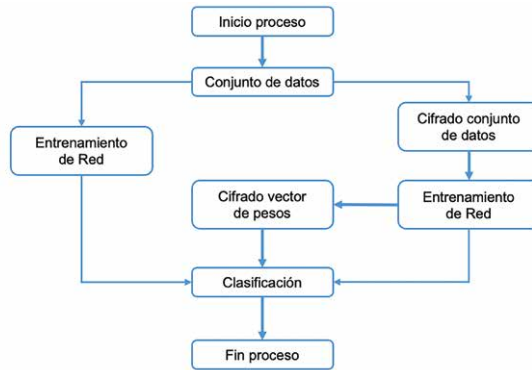 Inicio proceso
Conjunto de datos
Cifrado conjunto
de datos
Entrenamiento
de Red
Cifrado vector
de pesos
Entrenamiento
de Red
Clasificación
Fin proceso